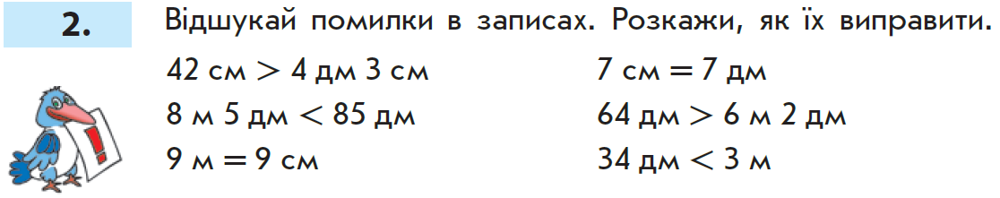 2. Відшукай помилки в записах. Розкажи, як їх виправити.
42 см > 4 дм 3 см
8 м 5 дм < 85 дм
9 м = 9 см
7 см = 7 дм
64 дм > 6 м 2 дм
34 дм < 3 м
!